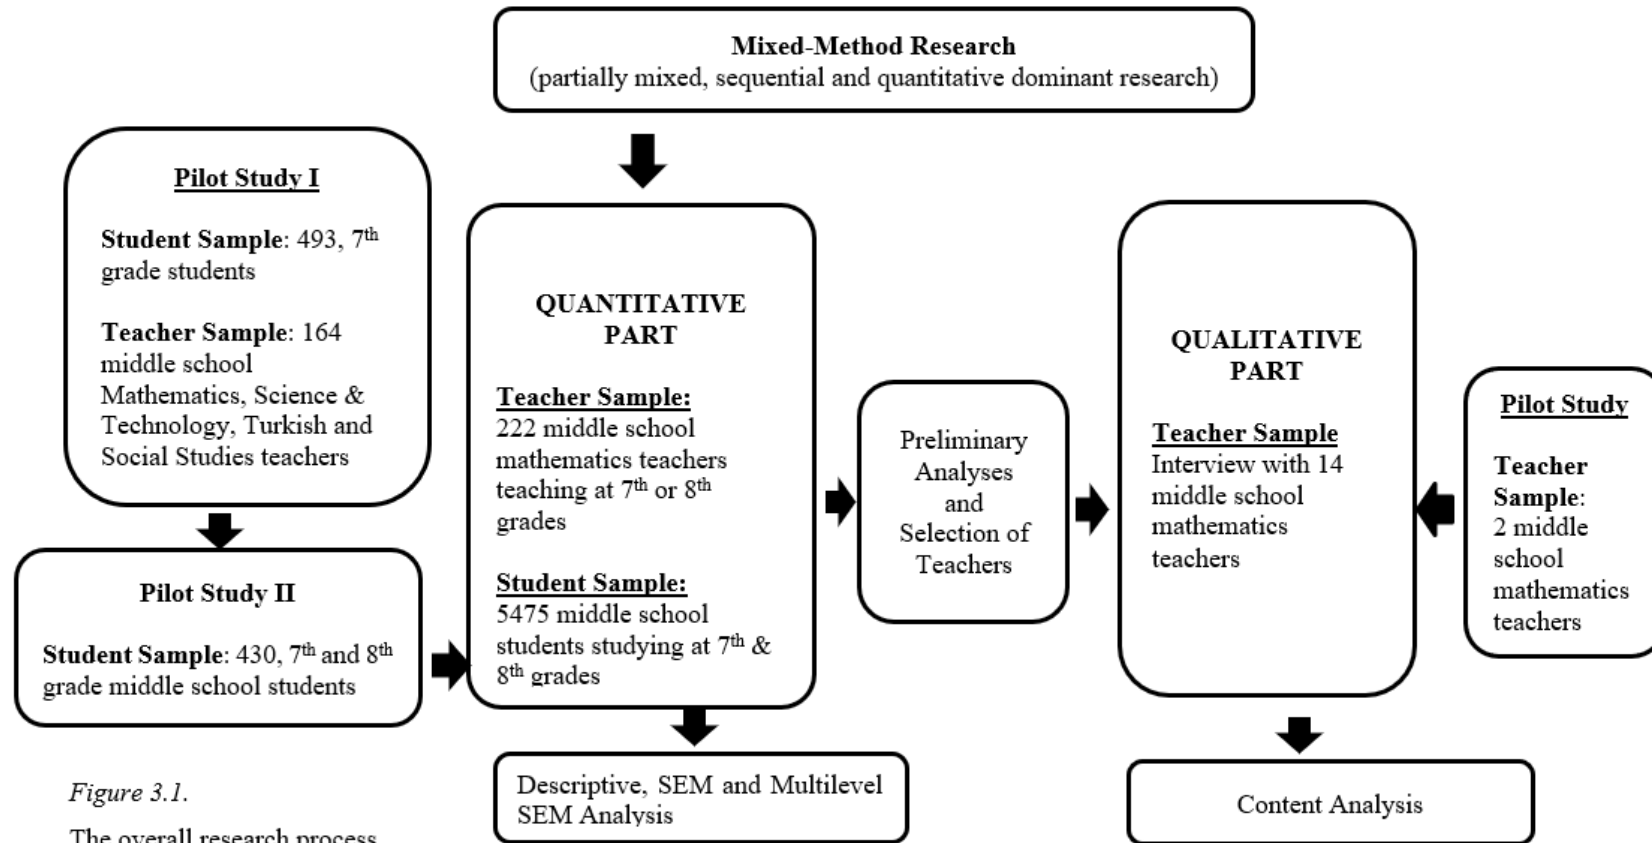 Mixed-Method Research
(partially mixed, sequential and quantitative dominant research)
Pilot Study I
Student Sample: 493, 7th
grade students
Teacher Sample: 164
middle school
Mathematics, Science &
Technology, Turkish and
Social Studies teachers
Pilot Study II
Student Sample: 430, 7th and 8th
grade middle school students
QUANTITATIVE
PART
Teacher Sample:
222 middle school
mathematics teachers
teaching at 7th or 8th
grades
Student Sample:
5475 middle school
students studying at 7th &
8th grades
Descriptive, SEM and Multilevel
SEM Analysis
Preliminary
Analyses
and
Selection of
Teachers
QUALITATIVE
PART
Teacher Sample
Interview with 14
middle school
mathematics
teachers
Content Analysis
Pilot Study
Teacher
Sample:
2 middle
school
mathematics
teachers
Figure 3.1.
The overall research process